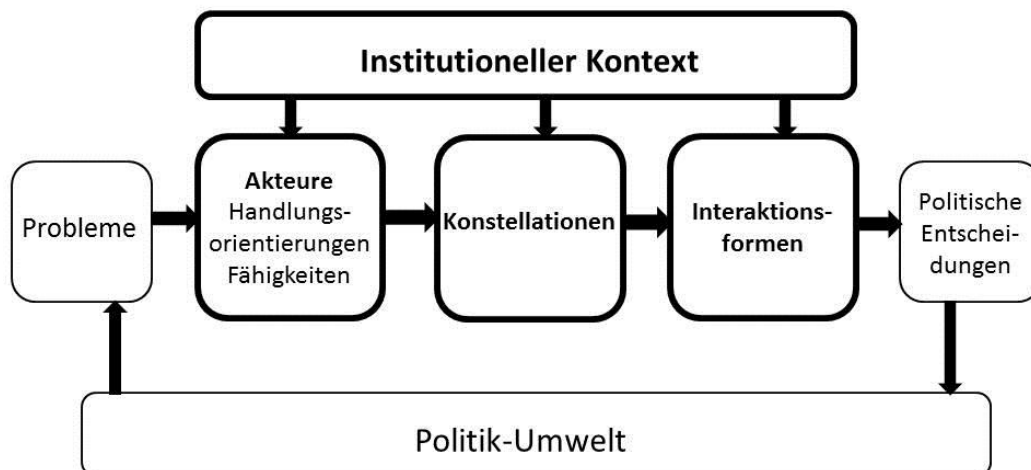 Institutioneller Kontext
Probleme
Akteure
Handlungs-
orientierungen
Fähigkeiten
Konstellationen
Interaktions-
formen
Politische
Entschei-
dungen
Politik-Umwelt